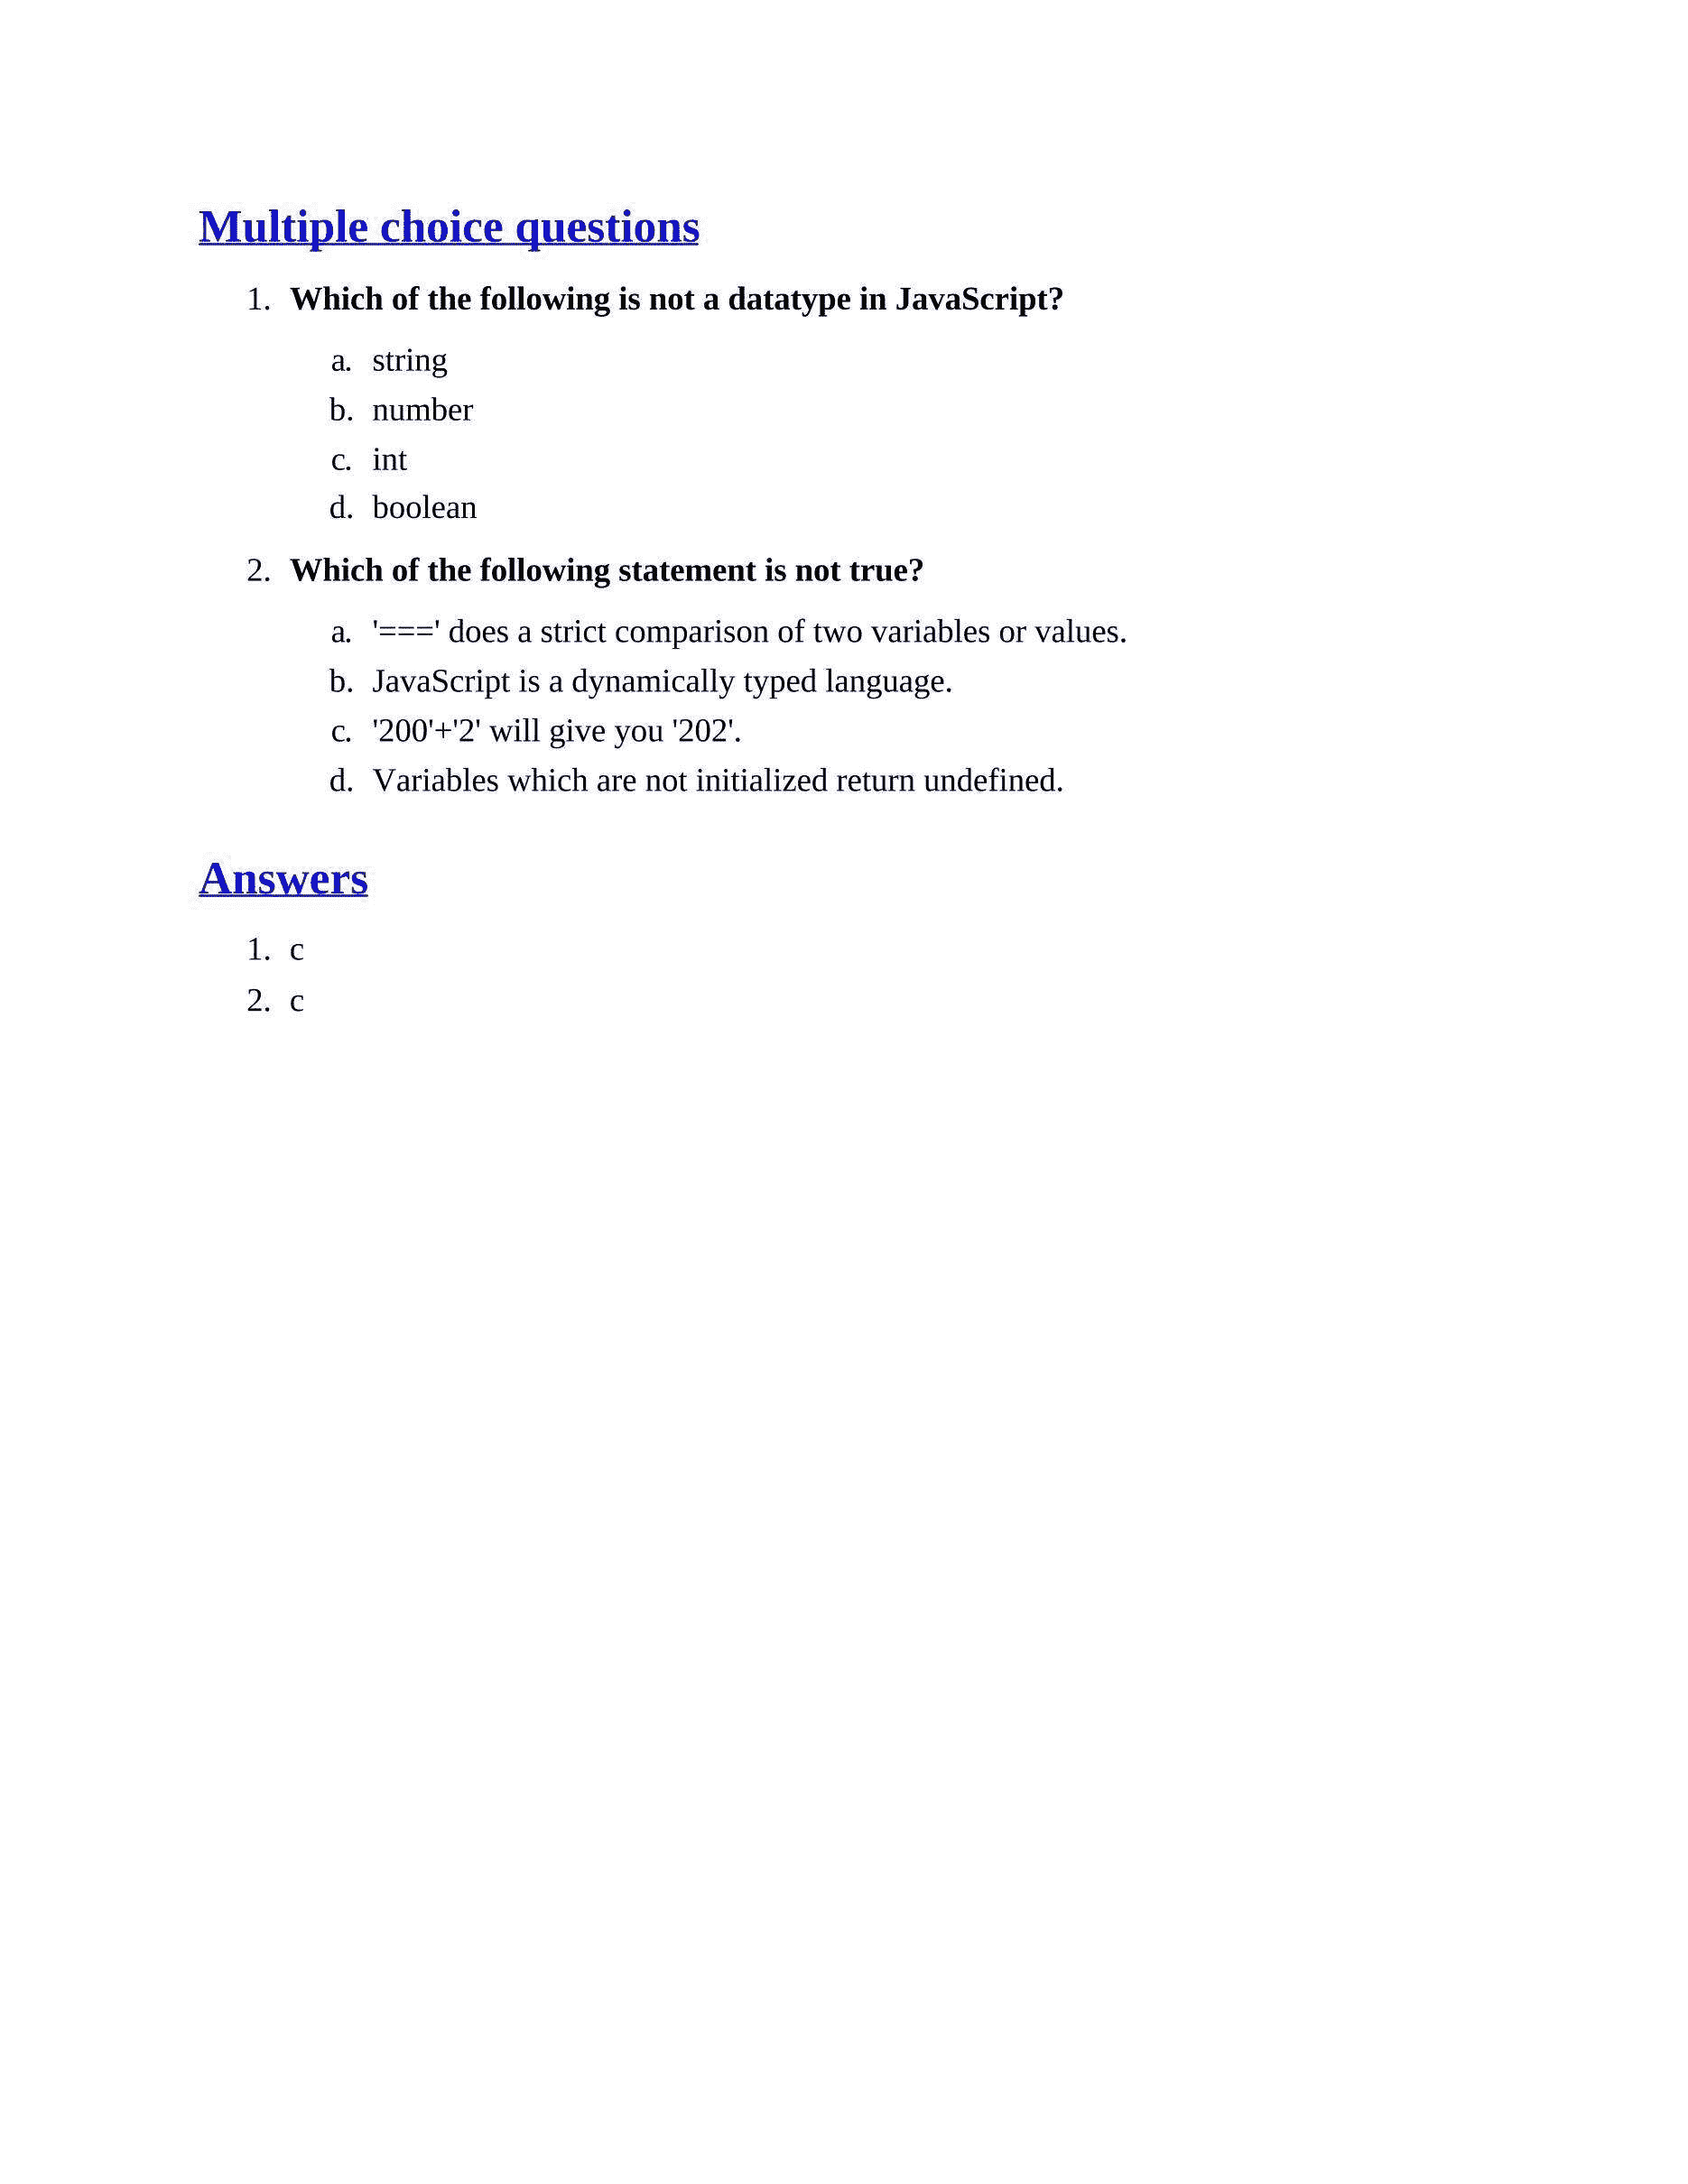 Multiple choice questions
1. Which of the following is not a datatype in JavaScript?
a. string
b. number
c. int
d. boolean
2. Which of the following statement is not true?
a. '===' does a strict comparison of two variables or values.
b. JavaScript is a dynamically typed language.
c. '200'+'2' will give you '202'.
d. Variables which are not initialized return undefined.
Answers
1. c
2. c